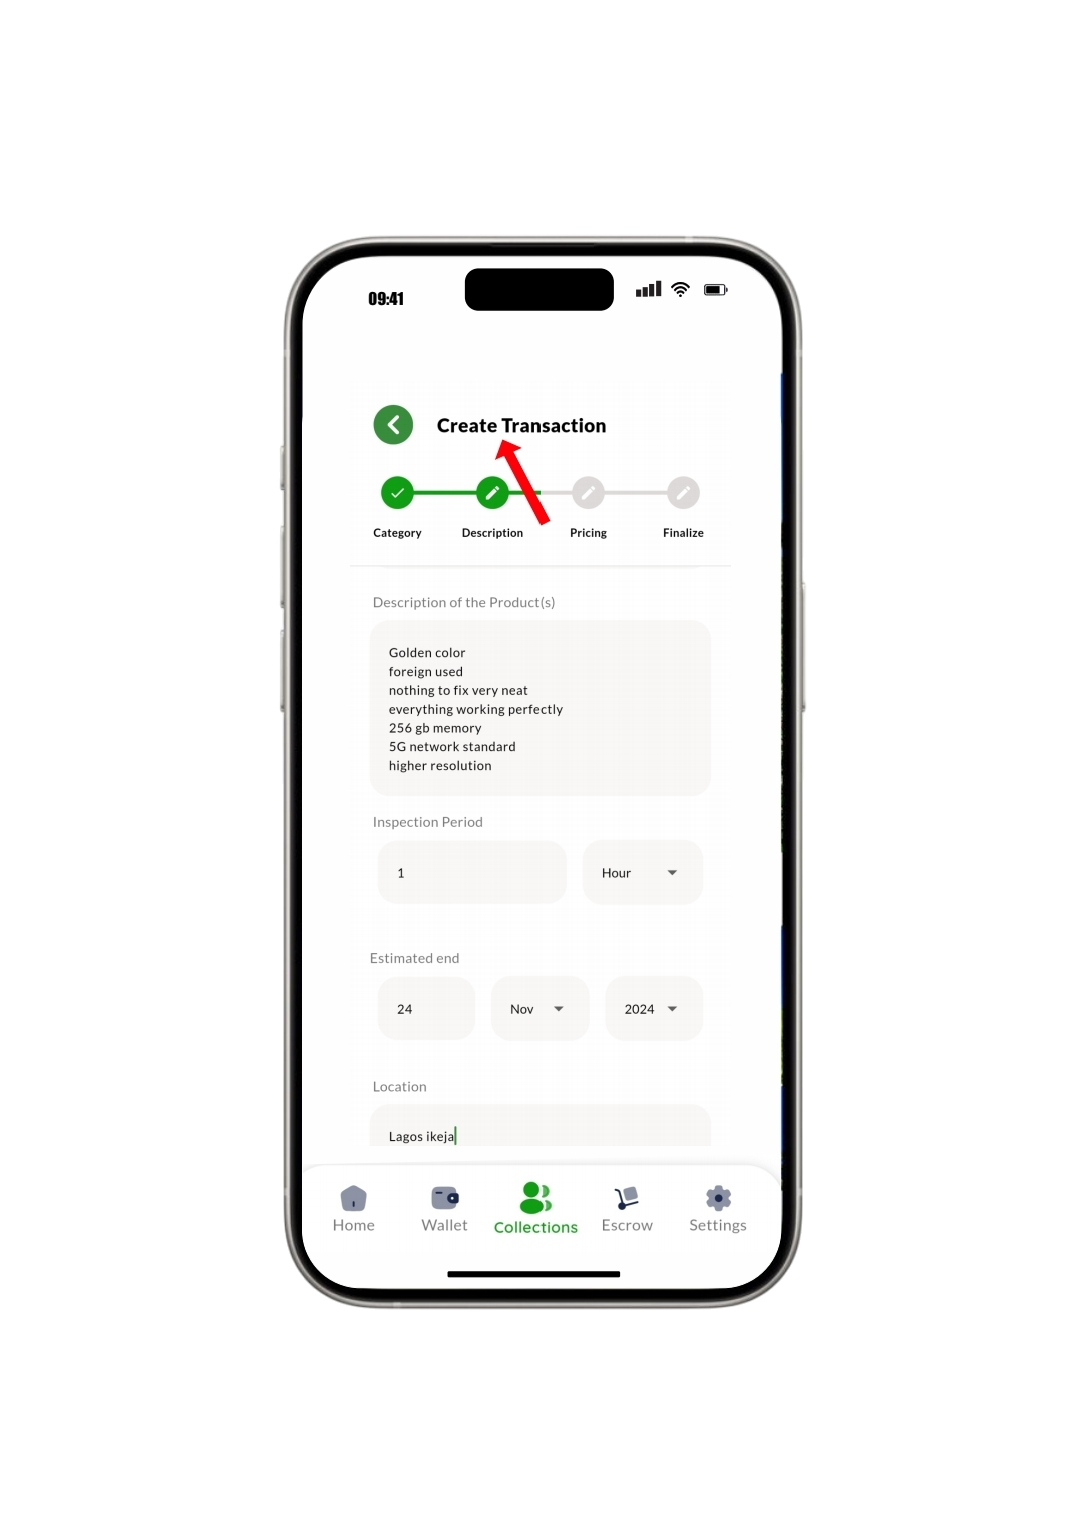 09:41
Create Transaction
Category Description Pricing Finalize
Description of the Product(s)
Golden color
foreign used
nothing to fix very neat
everything working perfectly
256 gb memory
5G network standard
higher resolution
Inspection Period
1 Hour
Estimated end
24 Nov 2024
Location
Lagos ikeja
Home Wallet Collections Escrow Settings